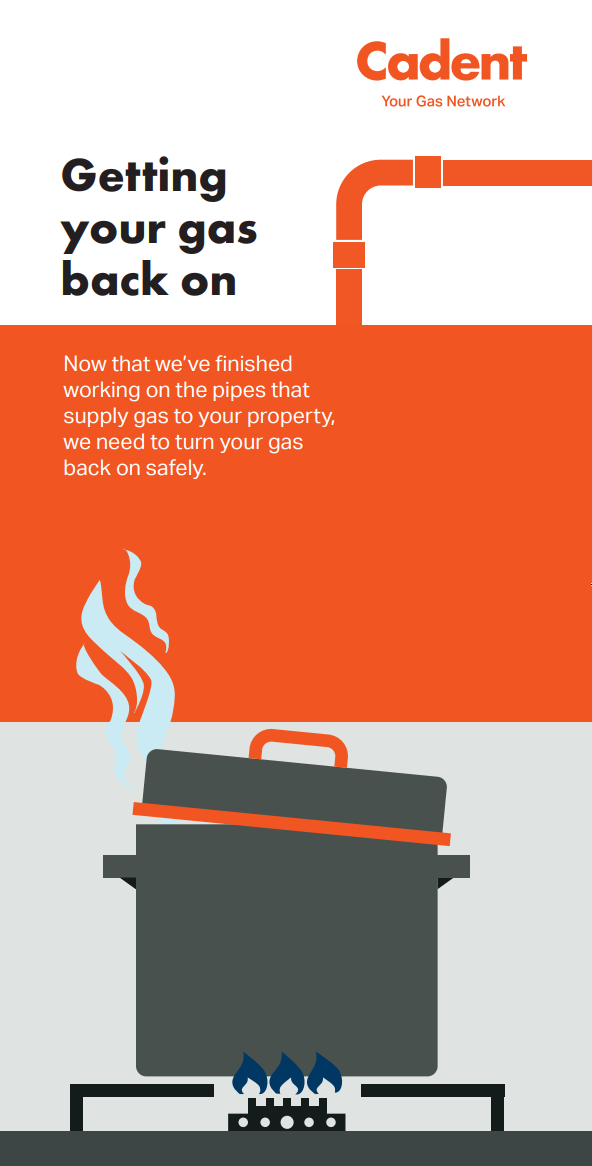 Cadent
Your Gas Network
Getting
your gas
back on
Now that we've finished
working on the pipes that
supply gas to your property,
we need to turn your gas
back on safely.